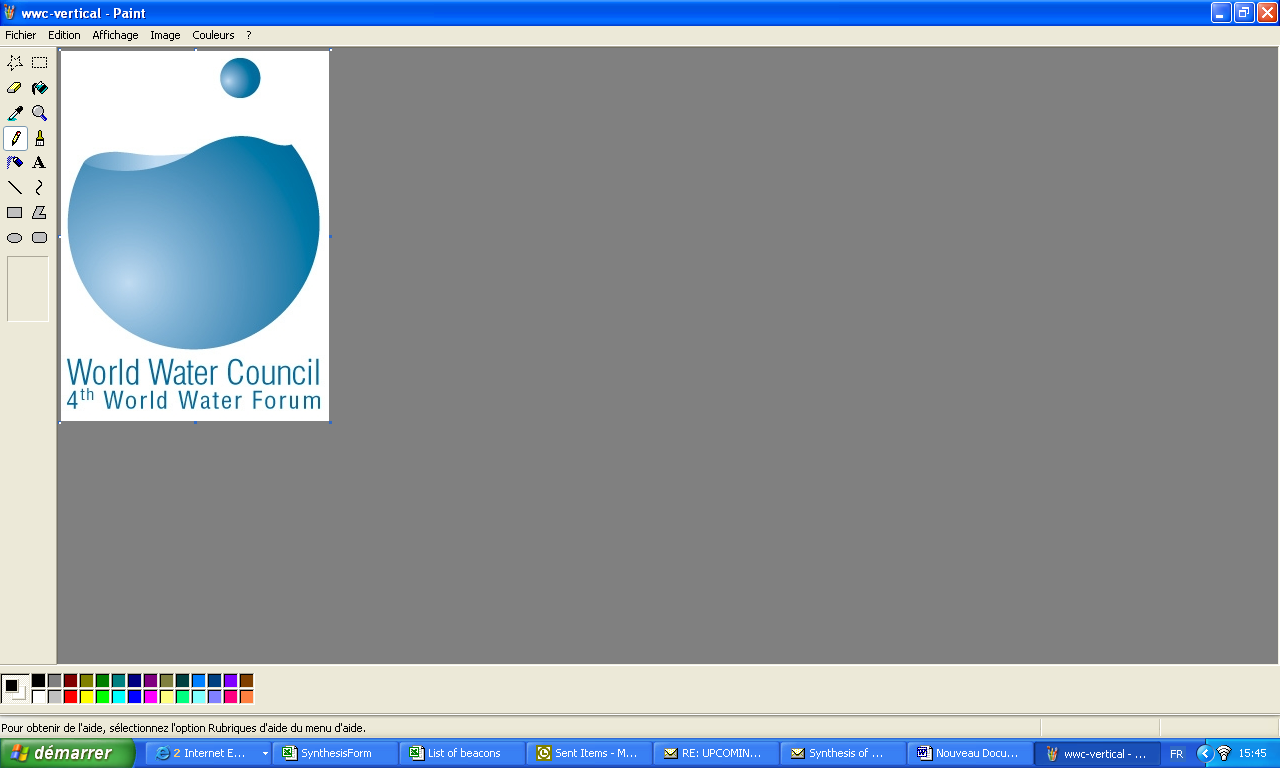 wwc-vertical - Paint
Fichier Edition Affichage Image Couleurs ?
A
World Water Council
4th World Water Forum
Pour obtenir de l'aide, sélectionnez l'option Rubriques d'aide du menu d'aide.
démarrer 2 Internet E... SynthesisForm List of beacons Sent Items - M... RE: UPCOMIN... Synthesis of ... Nouveau Docu... wwc-vertical - ... FR 15:45